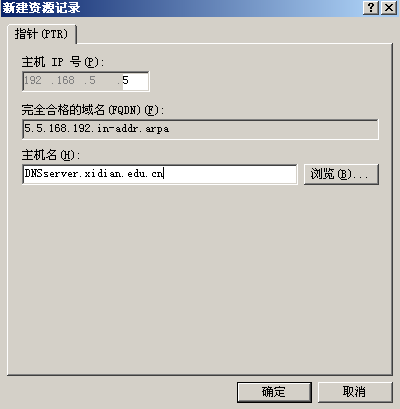 新建资源记录
指针(PTR)
主机 IP 号(P):
192 .168 .5 .5
完全合格的域名(FQDN)(F):
5.5.168.192.in-addr.arpa
主机名(H):
DNSserver.xidian.edu.cn
浏览(B)...
确定 取消